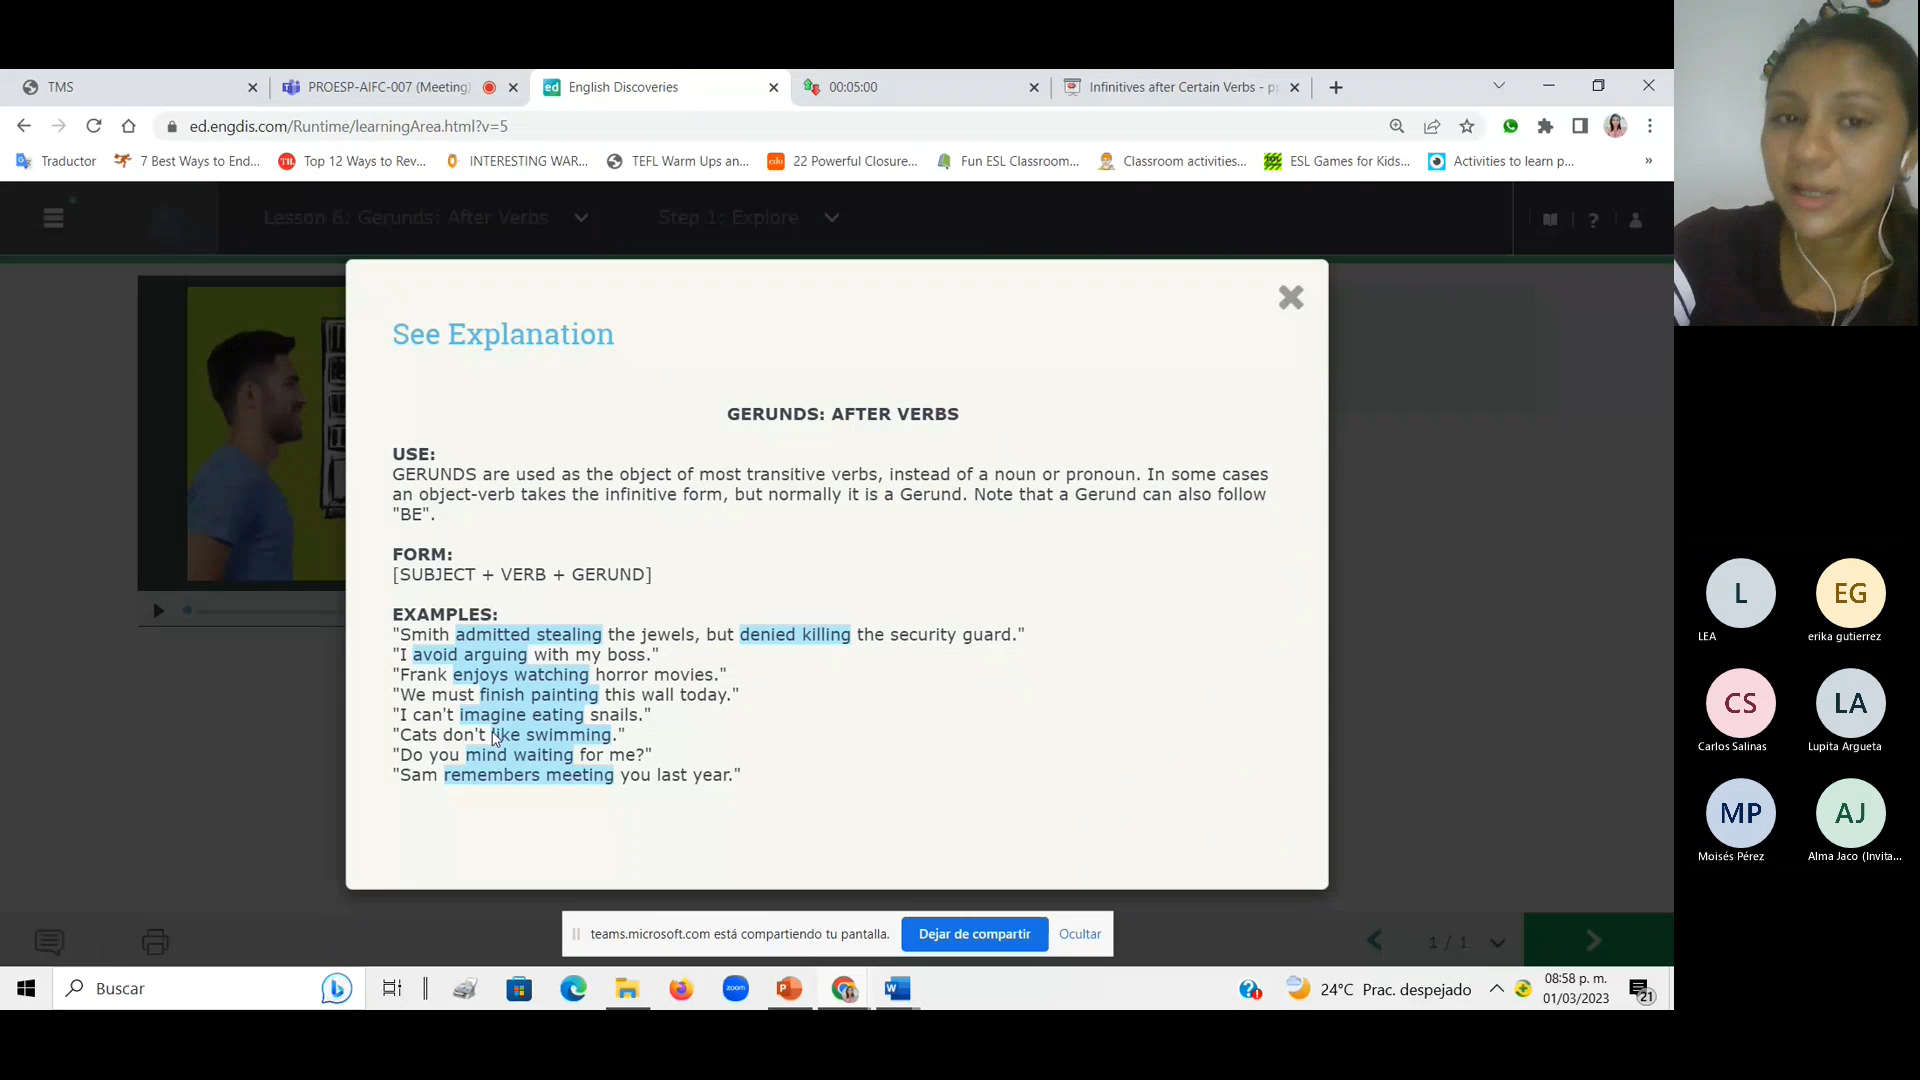 TMS
PROESP-AIFC-007 (Meeting)
ed
English Discoveries
00:05:00
Infinitives after Certain Verbs - p
ed.engdis.com/Runtime/learningArea.html?v=5
Traductor
7 Best Ways to End...
Top 12 Ways to Rev...
INTERESTING WAR...
TEFL Warm Ups an...
22 Powerful Closure...
Fun ESL Classroom...
Classroom activities...
ESL Games for Kids...
Activities to learn p...
»
Lesson 6: Gerunds: After Verbs
Step 1: Explore
?
See Explanation
GERUNDS: AFTER VERBS
USE:
GERUNDS are used as the object of most transitive verbs, instead of a noun or pronoun. In some cases
an object-verb takes the infinitive form, but normally it is a Gerund. Note that a Gerund can also follow
"BE".
FORM:
[SUBJECT + VERB + GERUND]
EXAMPLES:
"Smith admitted stealing the jewels, but denied killing the security guard."
"I avoid arguing with my boss."
"Frank enjoys watching horror movies."
"We must finish painting this wall today."
"I can't imagine eating snails."
"Cats don't like swimming."
"Do you mind waiting for me?"
"Sam remembers meeting you last year."
teams.microsoft.com está compartiendo tu pantalla.
Dejar de compartir
Ocultar
1 / 1
Buscar
zoom
24°C Prac. despejado
08:58 p. m.
01/03/2023
21
L
LEA
EG
erika gutierrez
CS
Carlos Salinas
LA
Lupita Argueta
MP
Moisés Pérez
AJ
Alma Jaco (Invita...